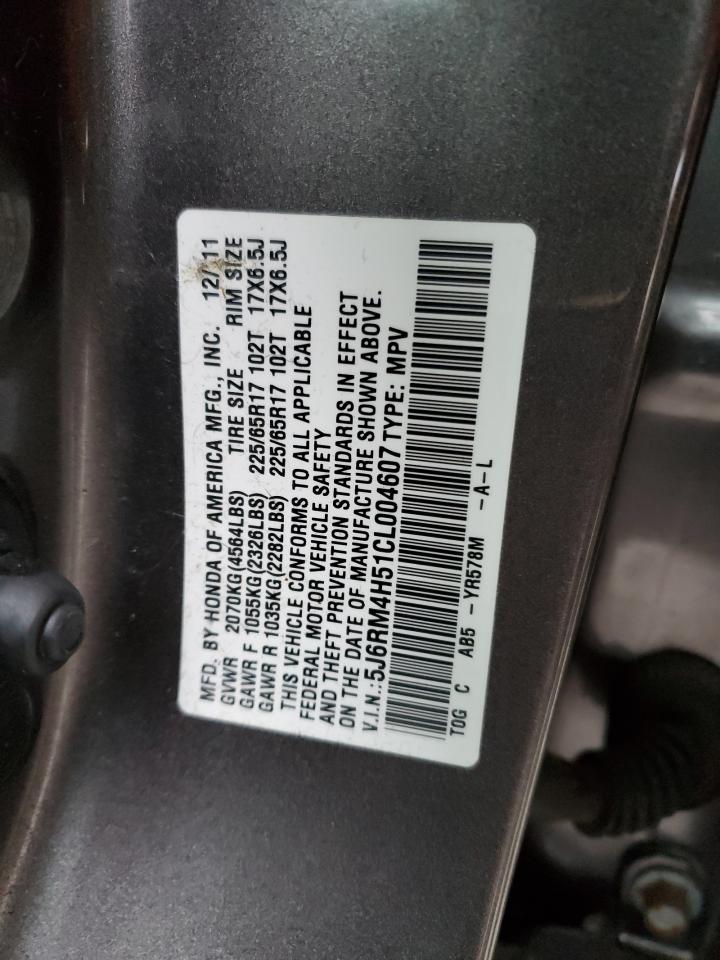 MFD. BY HONDA OF AMERICA MFG., INC. 12/11
GVWR 2070KG(4564LBS) TIRE SIZE RIM SIZE
GAWR F 1055KG(2326LBS) 225/65R17 102T 17X6.5J
GAWR R 1035KG(2282LBS) 225/65R17 102T 17X6.5J
THIS VEHICLE CONFORMS TO ALL APPLICABLE
FEDERAL MOTOR VEHICLE SAFETY
AND THEFT PREVENTION STANDARDS IN EFFECT
ON THE DATE OF MANUFACTURE SHOWN ABOVE.
V.I.N.:5J6RM4H51CL004607 TYPE: MPV
TOG C AB5 -YR578M -A-L